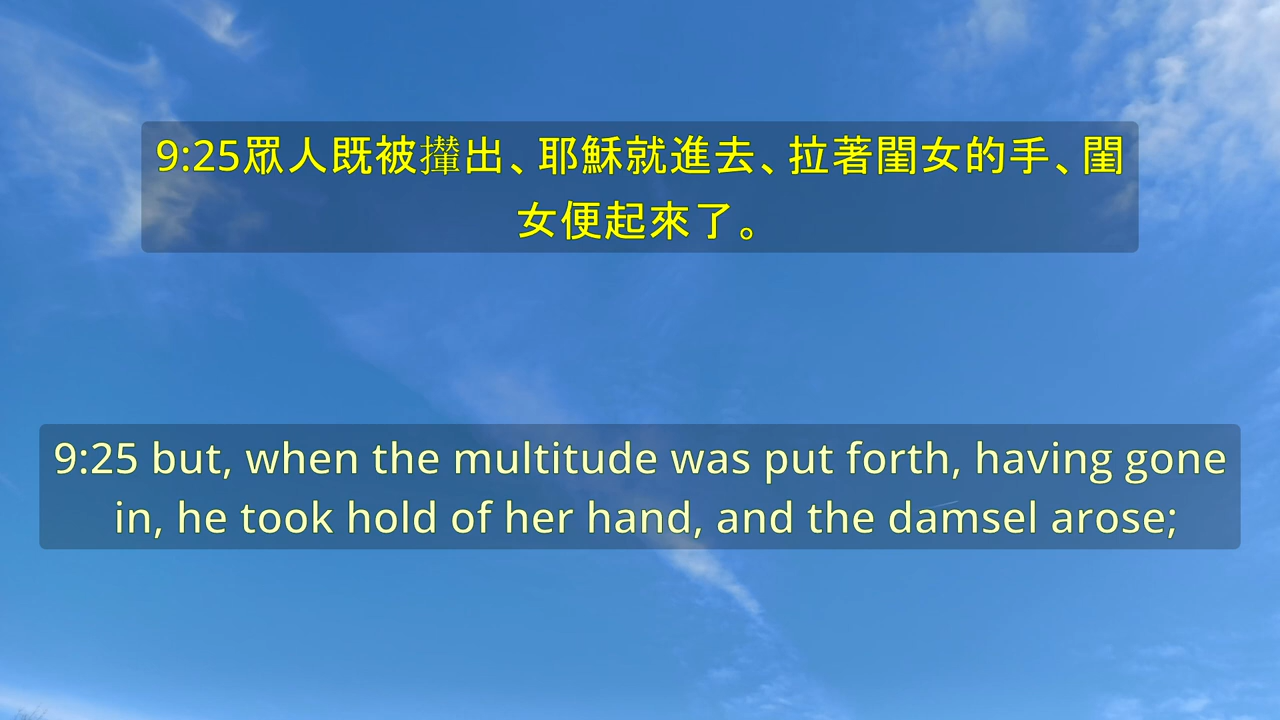 9:25眾人既被攆出、耶穌就進去、拉著閨女的手、閨
女便起來了。
9:25 but, when the multitude was put forth, having gone
in, he took hold of her hand, and the damsel arose;